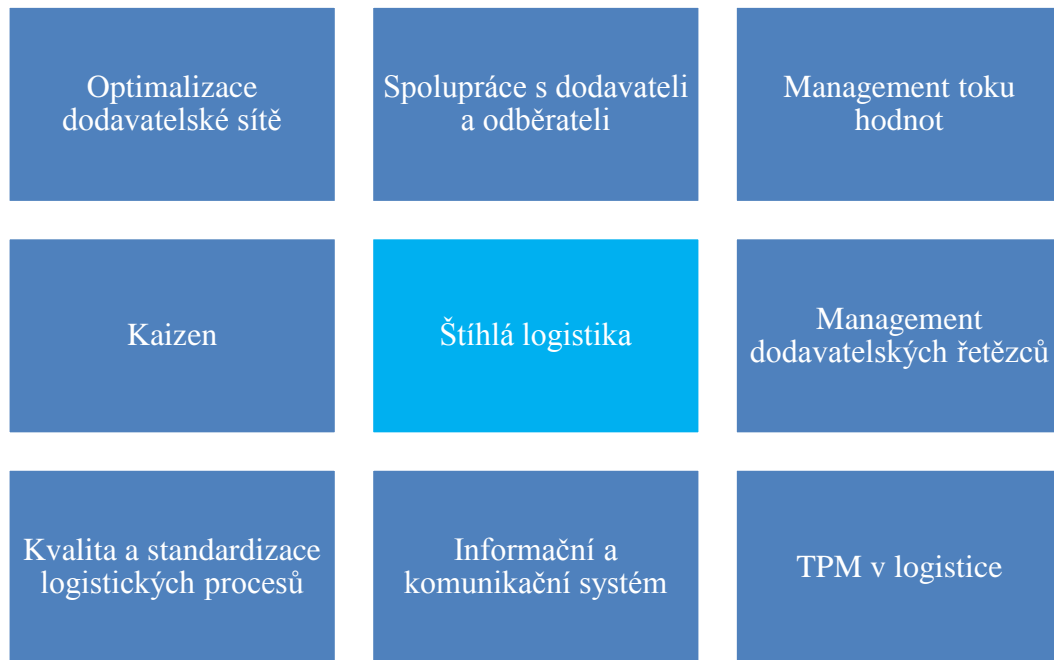 Optimalizace
dodavatelské sítě
Spolupráce s dodavateli
a odběrateli
Management toku
hodnot
Kaizen
Štíhlá logistika
Management
dodavatelských řetězců
Kvalita a standardizace
logistických procesů
Informační a
komunikační systém
TPM v logistice